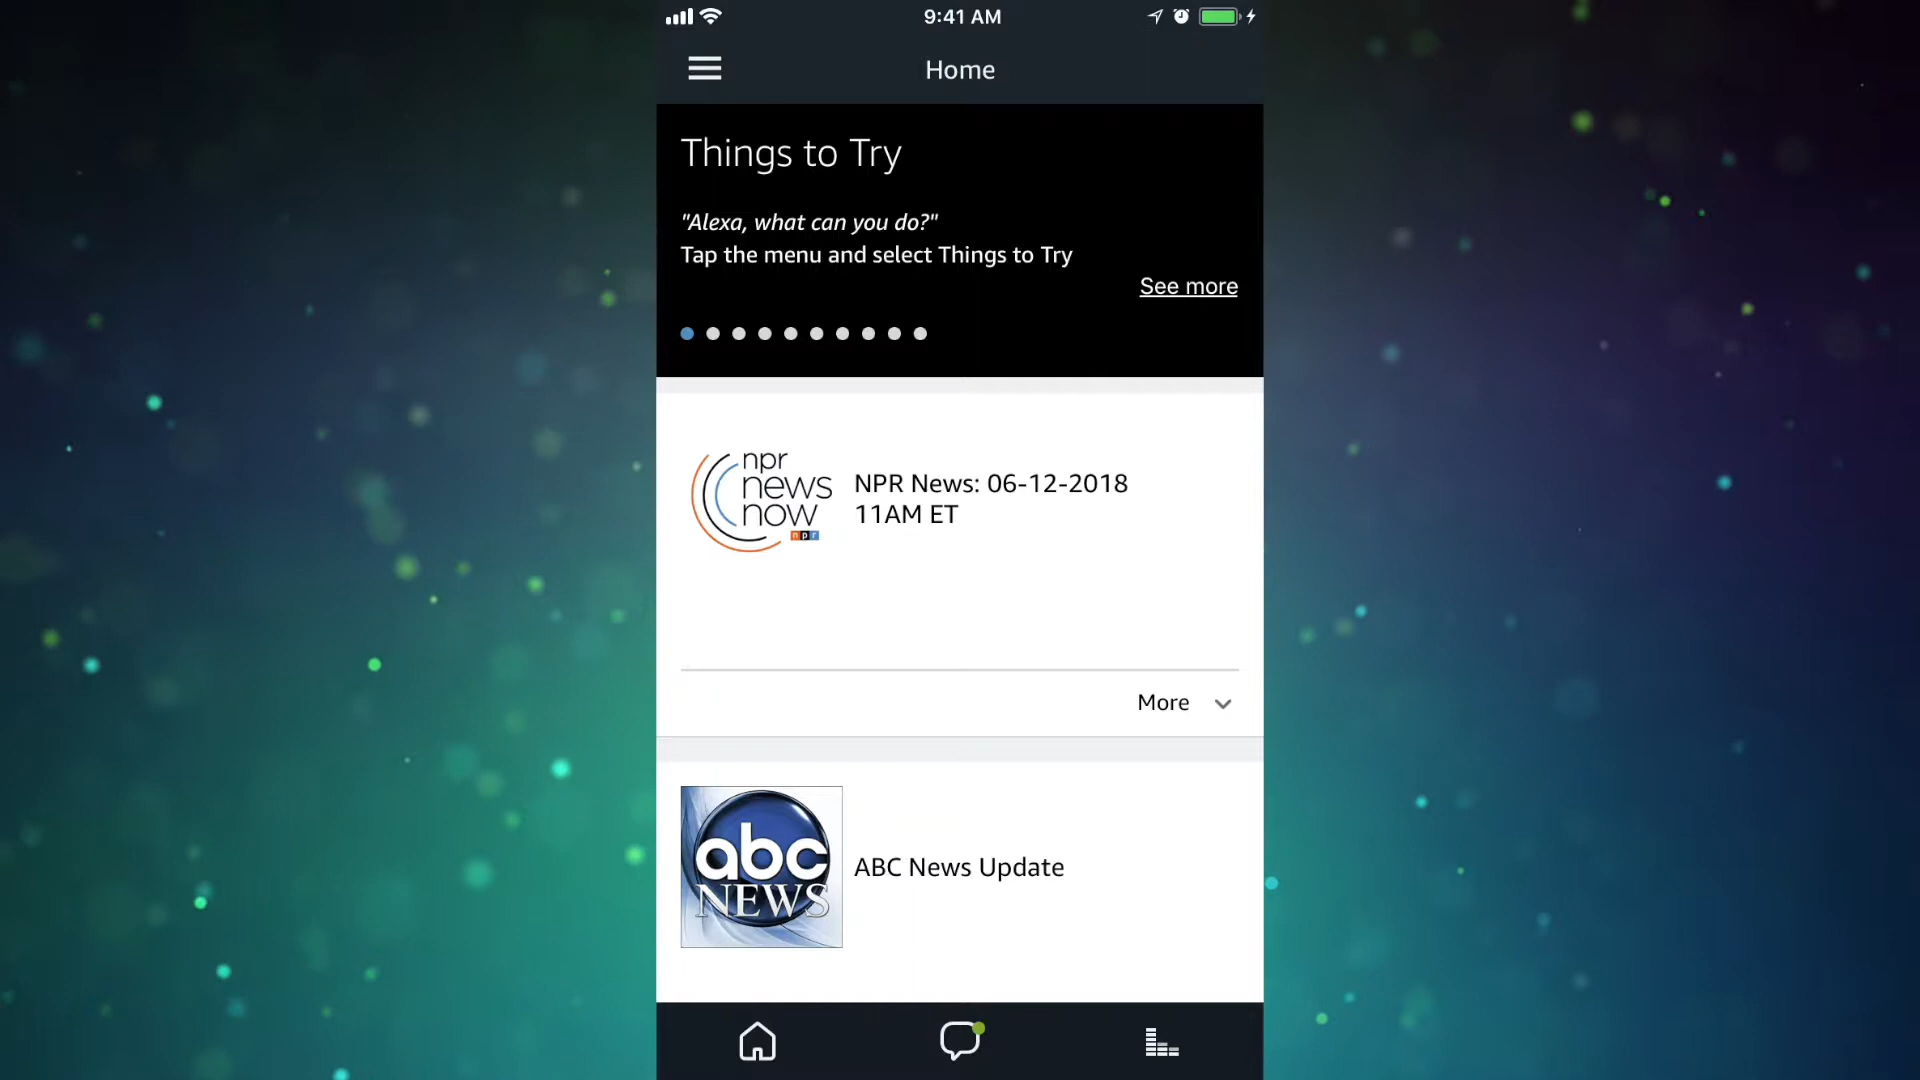 9:41 AM
Home
Things to Try
"Alexa, what can you do?"
Tap the menu and select Things to Try
See more
npr
news
now
npr
NPR News: 06-12-2018
11AM ET
More
abc
NEWS
ABC News Update